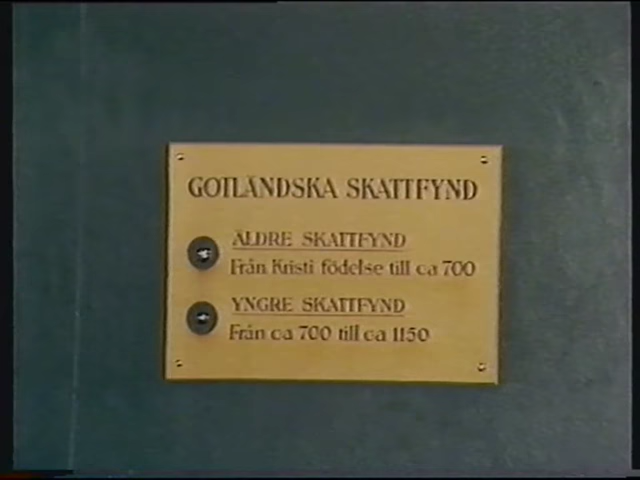 GOTLÄNDSKA SKATTFYND
ÄLDRE SKATTFYND
Från Kristi födelse till ca 700
YNGRE SKATTFYND
Från ca 700 till ca 1150